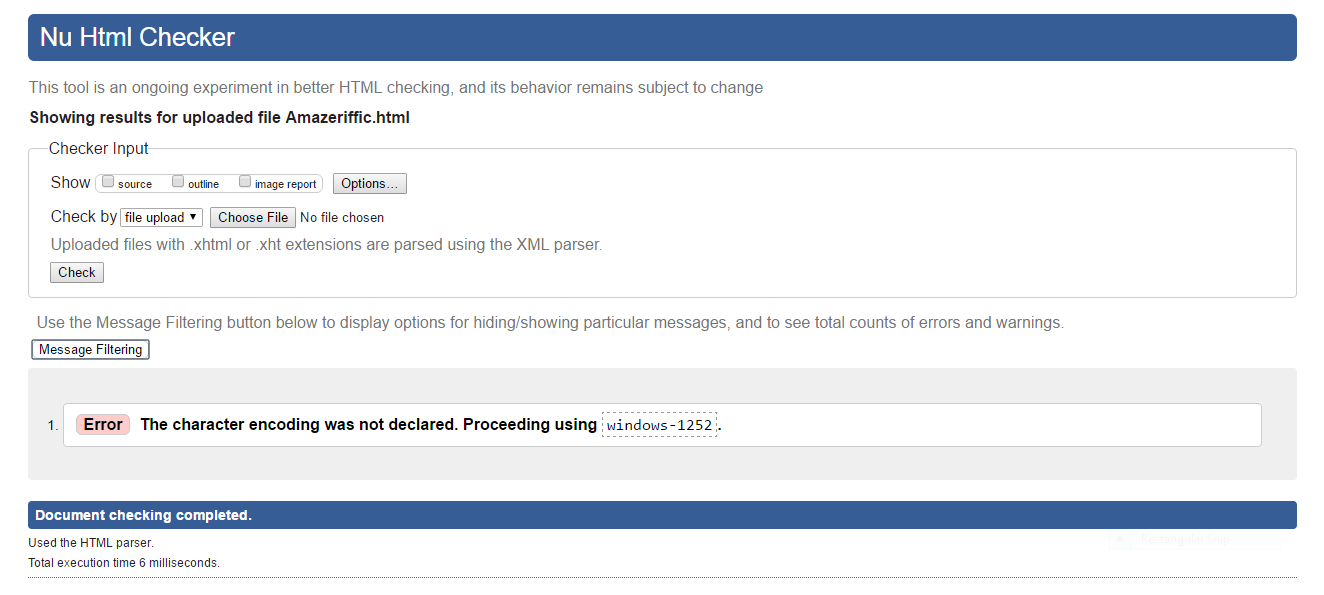 Nu Html Checker
This tool is an ongoing experiment in better HTML checking, and its behavior remains subject to change
Showing results for uploaded file Amazeriffic.html
Checker Input
Show source outline image report Options...
Check by file upload ▼ Choose File No file chosen
Uploaded files with .xhtml or .xht extensions are parsed using the XML parser.
Check
Use the Message Filtering button below to display options for hiding/showing particular messages, and to see total counts of errors and warnings.
Message Filtering
1. Error The character encoding was not declared. Proceeding using windows-1252.
Document checking completed.
Rectangular Snip
Used the HTML parser.
Total execution time 6 milliseconds.